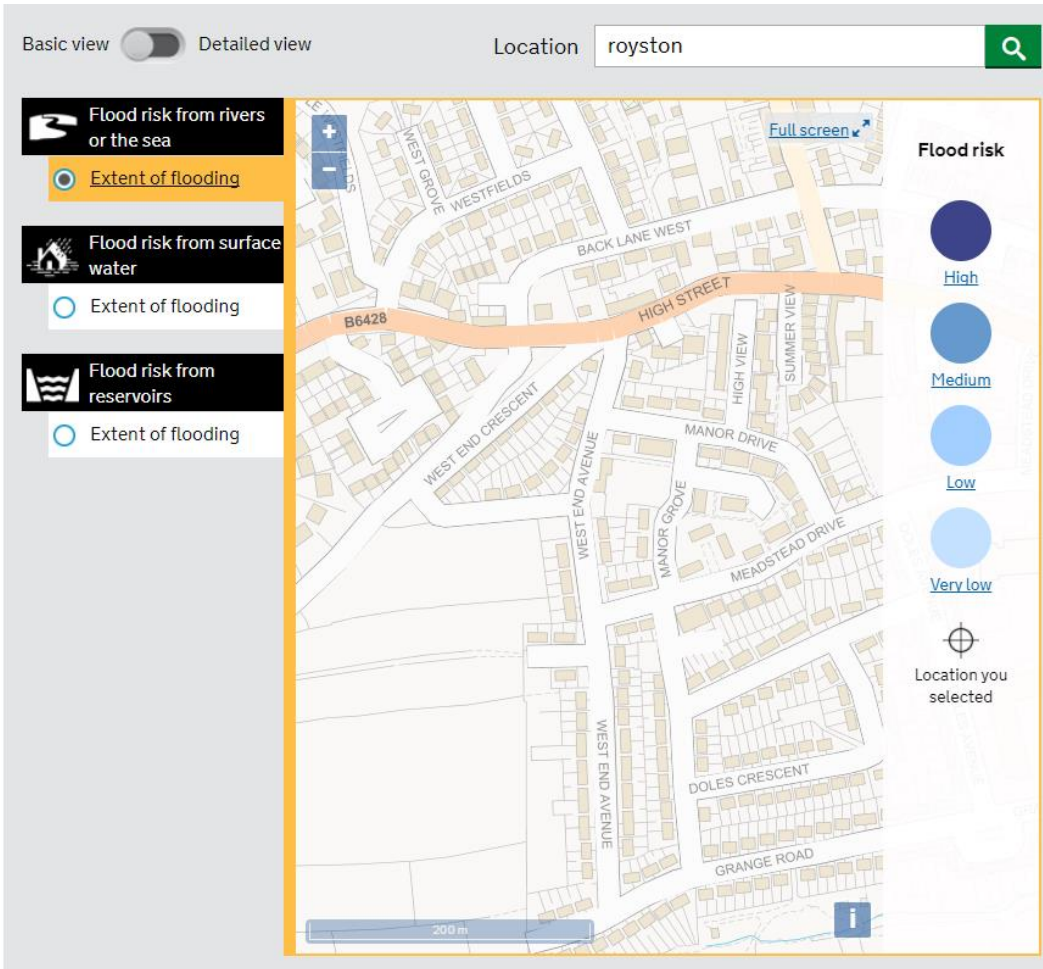 Basic view
Detailed view
Location
royston
Flood risk from rivers
or the sea
Extent of flooding
Flood risk from surface
water
Extent of flooding
Flood risk from
reservoirs
Extent of flooding
+
−
Full screen
WEST GROVE
WESTFIELDS
BACK LANE WEST
HIGH STREET
B6428
SUMMER VIEW
HIGH VIEW
WEST END CRESCENT
MANOR DRIVE
WEST END AVENUE
MANOR GROVE
MEADSTEAD DRIVE
WEST END AVENUE
DOLES CRESCENT
GRANGE ROAD
200 m
i
Flood risk
High
Medium
Low
Very low
Location you
selected